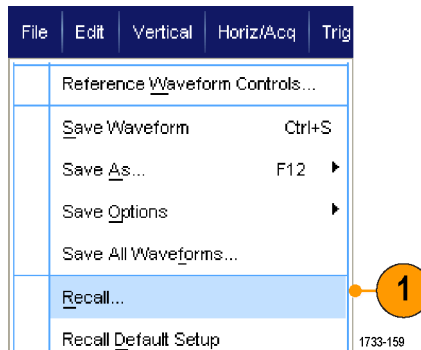 File Edit Vertical Horiz/Acq Trig
Reference Waveform Controls...
Save Waveform Ctrl+S
Save As... F12
Save Options
Save All Waveforms...
Recall... 1
Recall Default Setup 1733-159